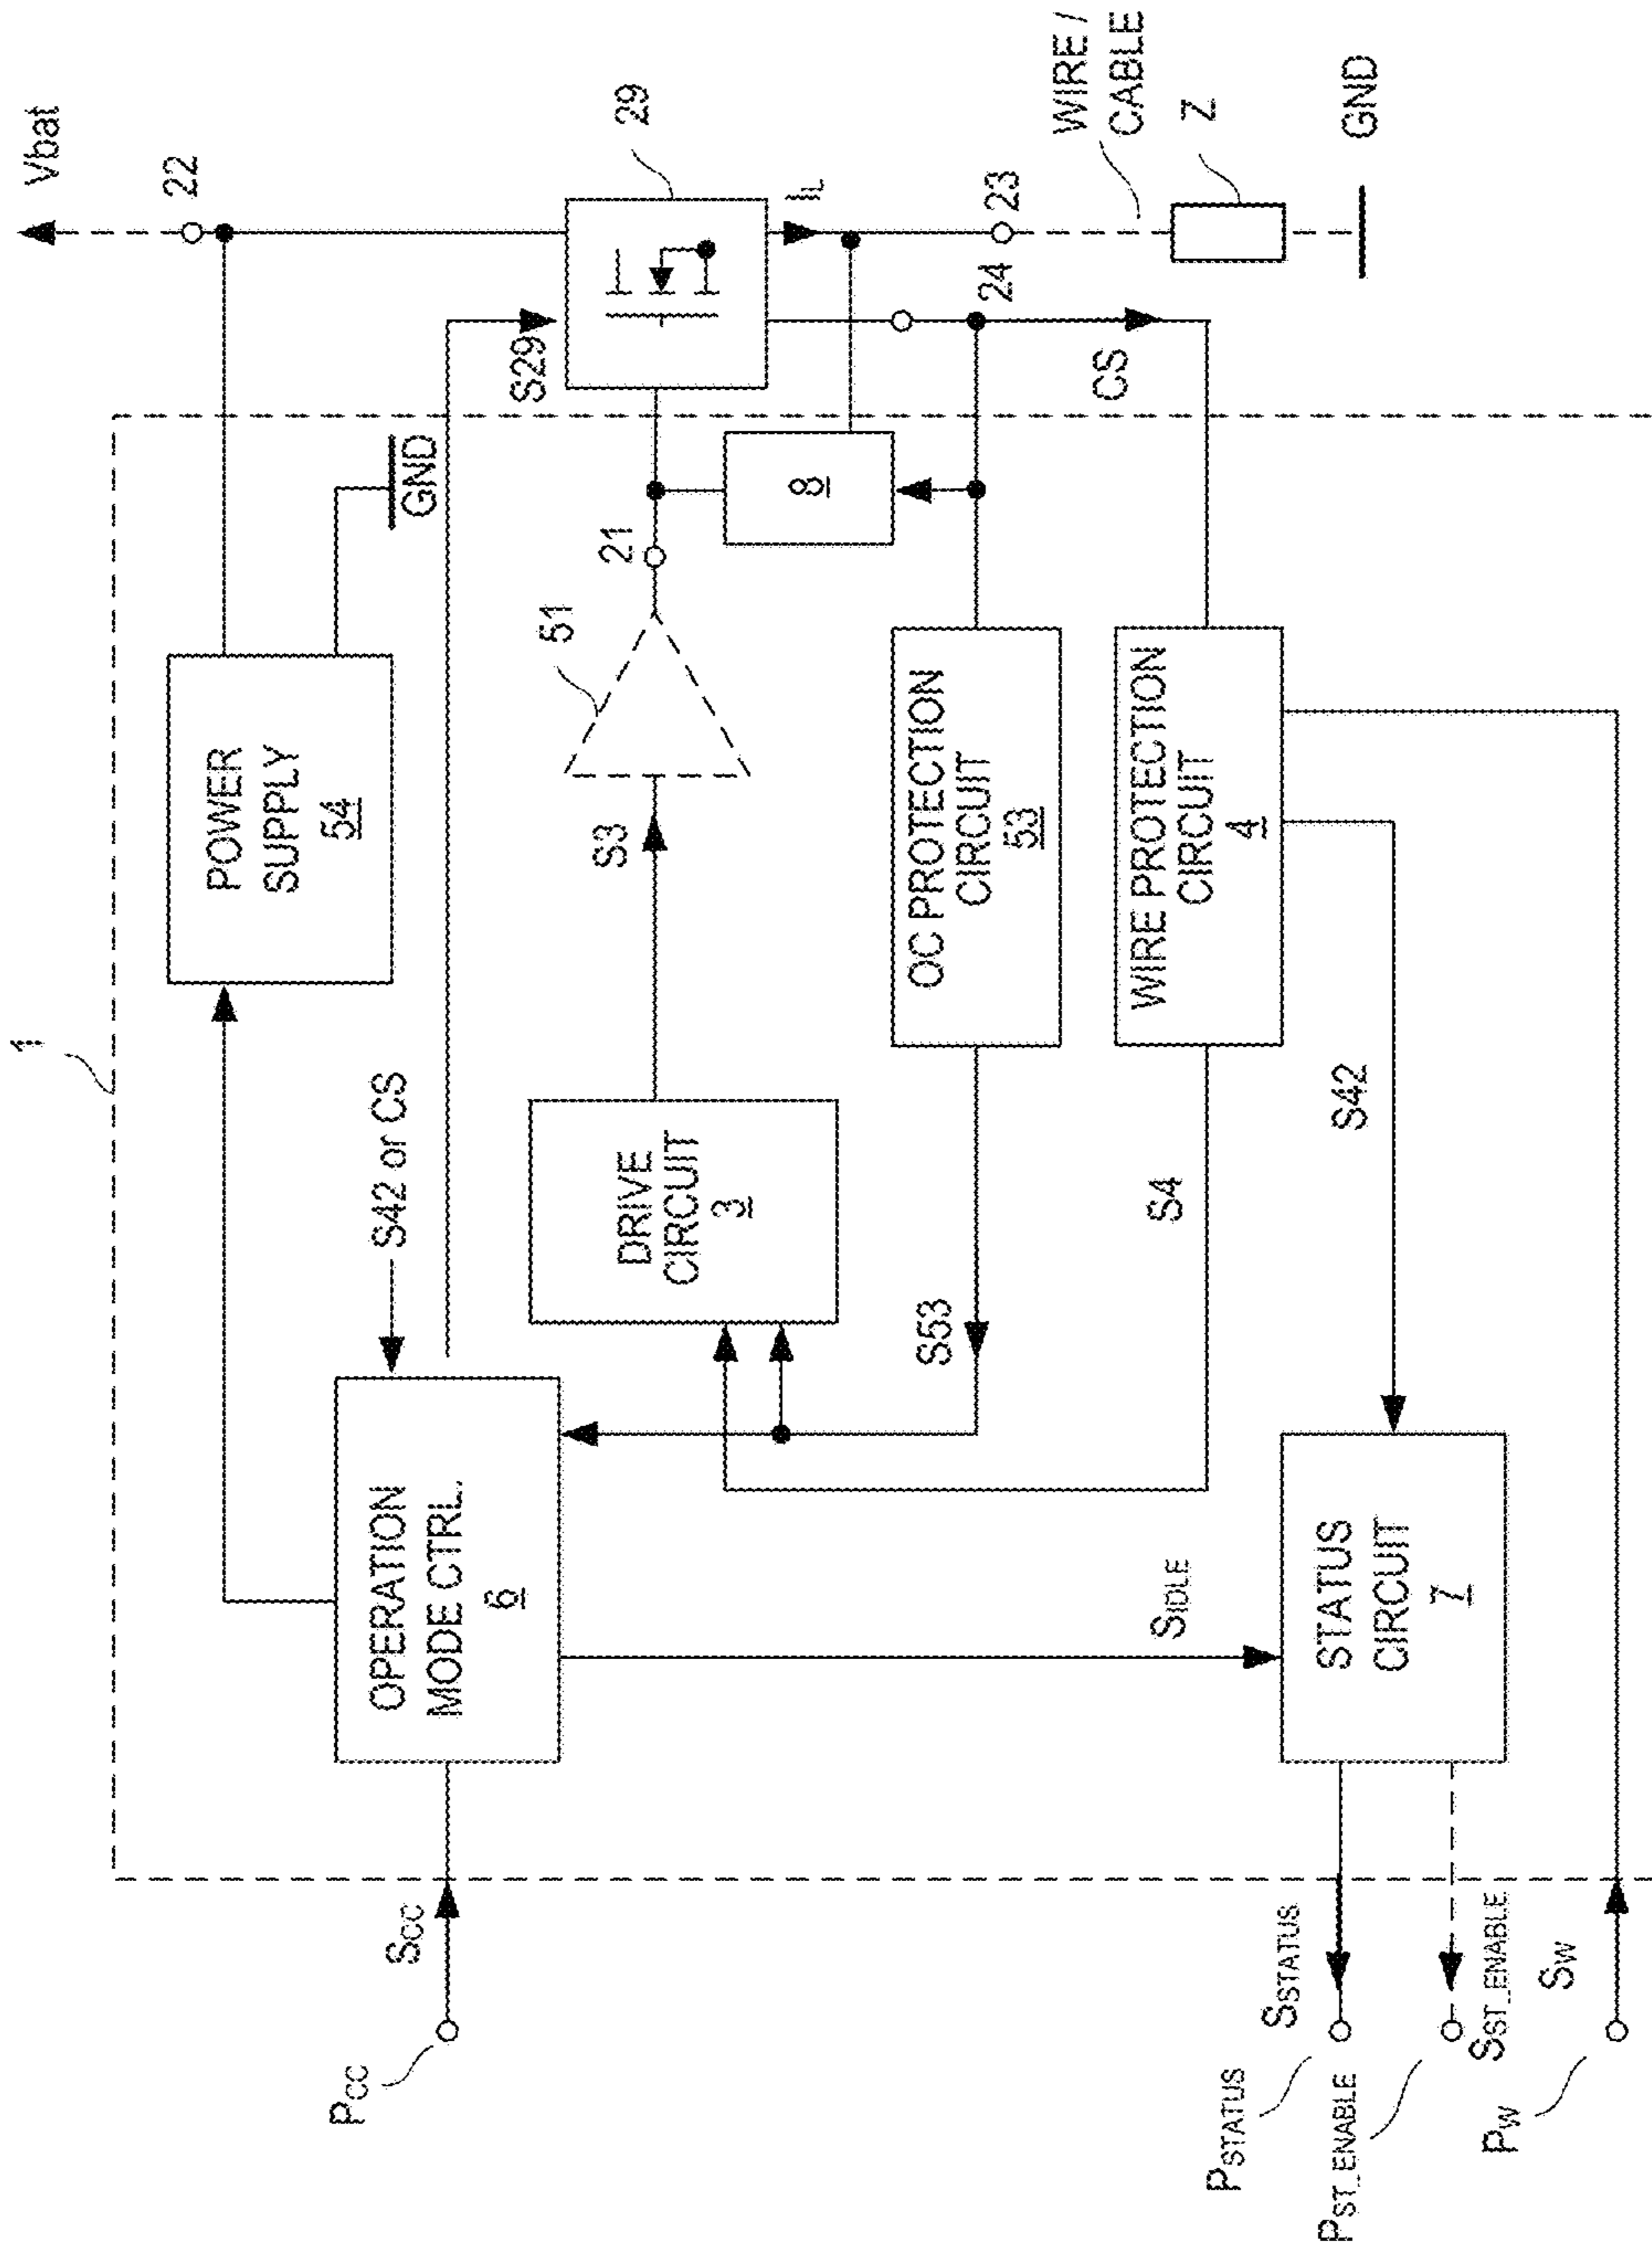 1
Vbat
22
POWER
SUPPLY
54
GND
S42 or CS
S29
29
OPERATION
MODE CTRL.
6
SCC
PCC
DRIVE
CIRCUIT
3
S3
51
21
8
IL
23
24
CS
WIRE /
CABLE
Z
GND
OC PROTECTION
CIRCUIT
53
S53
WIRE PROTECTION
CIRCUIT
4
S4
S42
SIDLE
STATUS
CIRCUIT
7
SSTATUS
PSTATUS
SST_ENABLE
PST_ENABLE
SW
PW